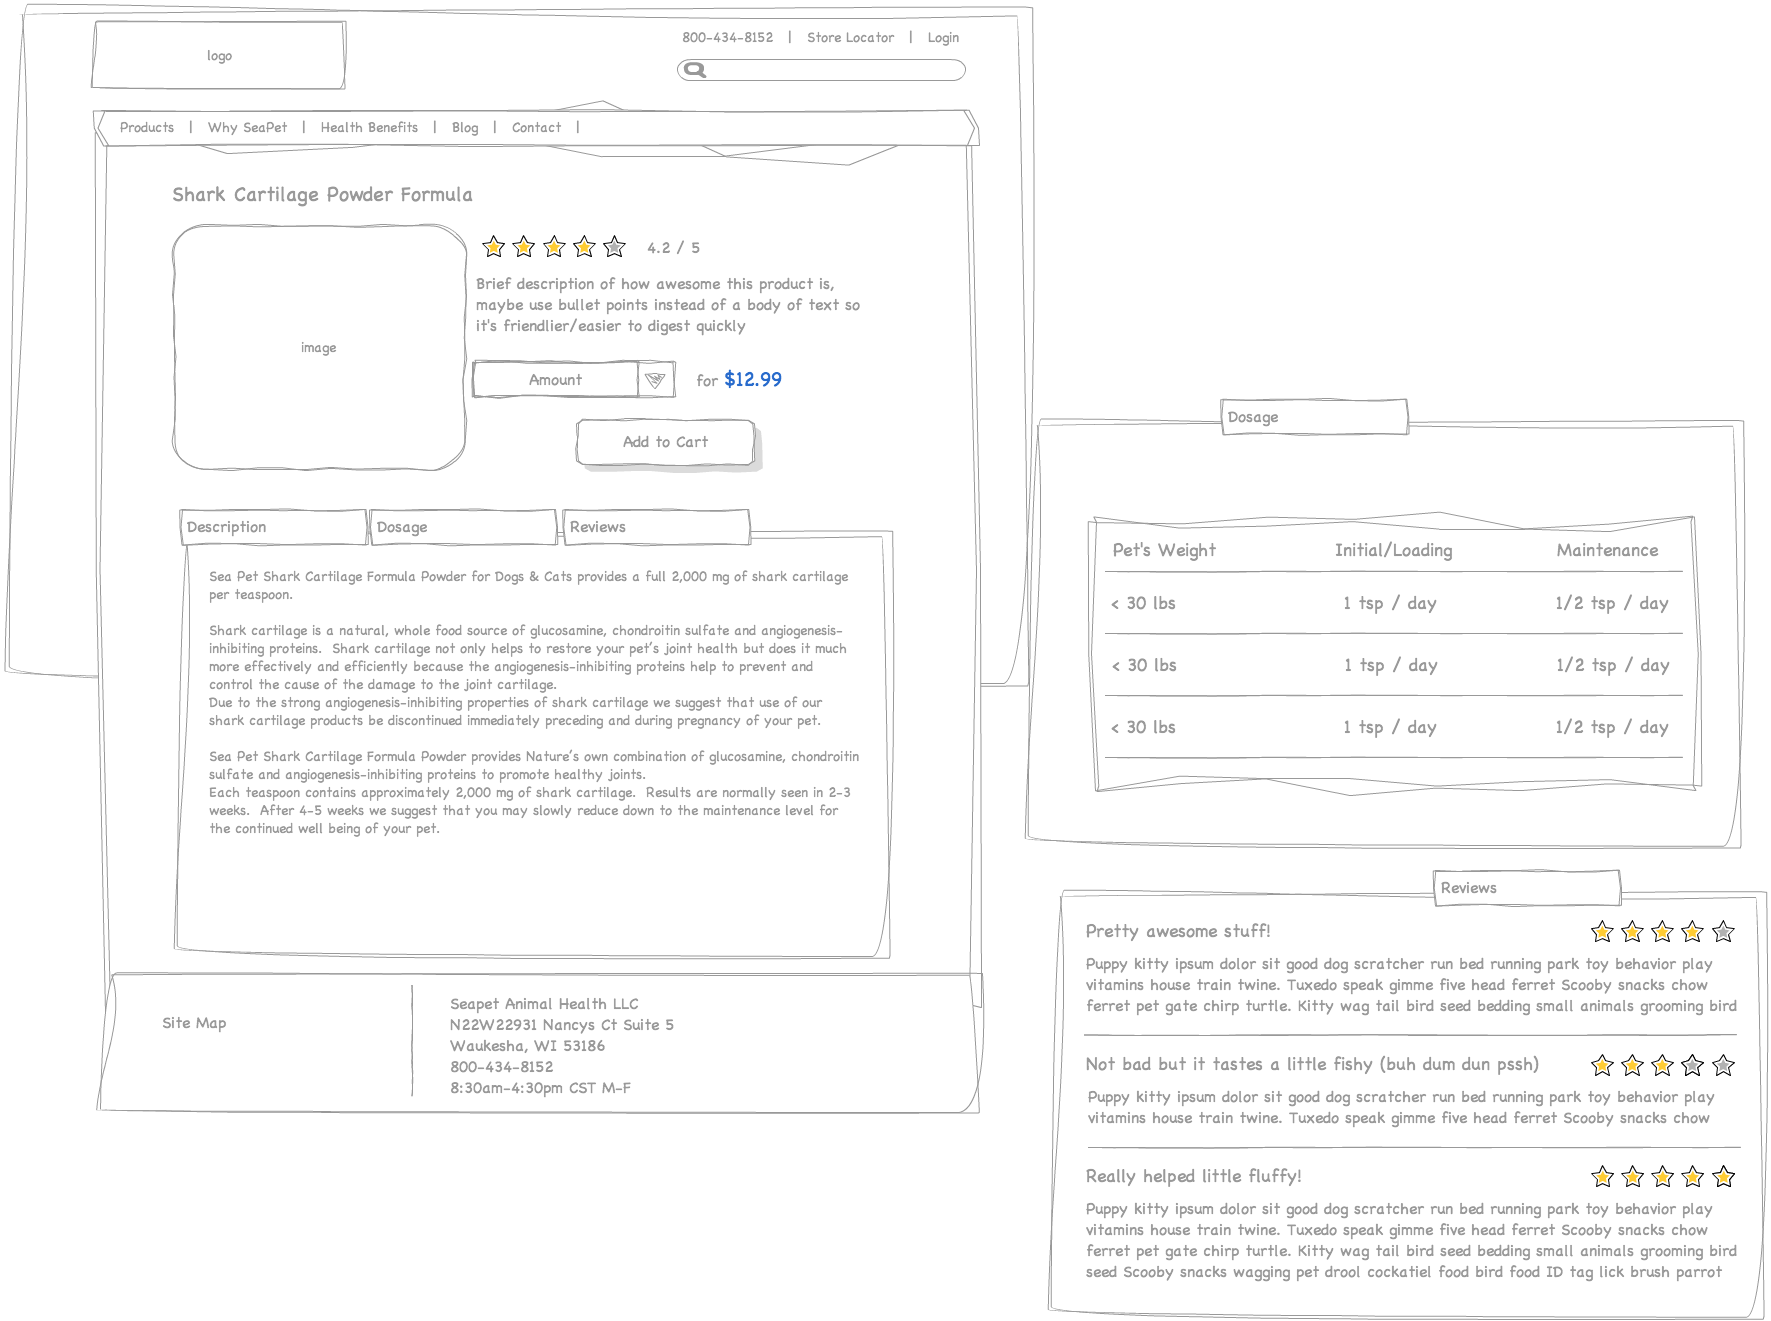 logo
800-434-8152 | Store Locator | Login
Products | Why SeaPet | Health Benefits | Blog | Contact |
Shark Cartilage Powder Formula
image
4.2 / 5
Brief description of how awesome this product is,
maybe use bullet points instead of a body of text so
it's friendlier/easier to digest quickly
Amount
for $12.99
Add to Cart
Description
Dosage
Reviews
Sea Pet Shark Cartilage Formula Powder for Dogs & Cats provides a full 2,000 mg of shark cartilage
per teaspoon.
Shark cartilage is a natural, whole food source of glucosamine, chondroitin sulfate and angiogenesis-
inhibiting proteins. Shark cartilage not only helps to restore your pet's joint health but does it much
more effectively and efficiently because the angiogenesis-inhibiting proteins help to prevent and
control the cause of the damage to the joint cartilage.
Due to the strong angiogenesis-inhibiting properties of shark cartilage we suggest that use of our
shark cartilage products be discontinued immediately preceding and during pregnancy of your pet.
Sea Pet Shark Cartilage Formula Powder provides Nature's own combination of glucosamine, chondroitin
sulfate and angiogenesis-inhibiting proteins to promote healthy joints.
Each teaspoon contains approximately 2,000 mg of shark cartilage. Results are normally seen in 2-3
weeks. After 4-5 weeks we suggest that you may slowly reduce down to the maintenance level for
the continued well being of your pet.
Site Map
Seapet Animal Health LLC
N22W22931 Nancys Ct Suite 5
Waukesha, WI 53186
800-434-8152
8:30am-4:30pm CST M-F
Dosage
Pet's Weight Initial/Loading Maintenance
< 30 lbs 1 tsp / day 1/2 tsp / day
< 30 lbs 1 tsp / day 1/2 tsp / day
< 30 lbs 1 tsp / day 1/2 tsp / day
Reviews
Pretty awesome stuff!
Puppy kitty ipsum dolor sit good dog scratcher run bed running park toy behavior play
vitamins house train twine. Tuxedo speak gimme five head ferret Scooby snacks chow
ferret pet gate chirp turtle. Kitty wag tail bird seed bedding small animals grooming bird
Not bad but it tastes a little fishy (buh dum dun pssh)
Puppy kitty ipsum dolor sit good dog scratcher run bed running park toy behavior play
vitamins house train twine. Tuxedo speak gimme five head ferret Scooby snacks chow
Really helped little fluffy!
Puppy kitty ipsum dolor sit good dog scratcher run bed running park toy behavior play
vitamins house train twine. Tuxedo speak gimme five head ferret Scooby snacks chow
ferret pet gate chirp turtle. Kitty wag tail bird seed bedding small animals grooming bird
seed Scooby snacks wagging pet drool cockatiel food bird food ID tag lick brush parrot